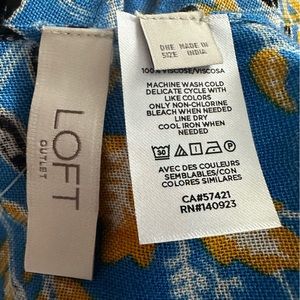 LOFT
OUTLET
ONE SIZE
MADE IN INDIA
100% VISCOSE/VISCOSA
MACHINE WASH COLD
DELICATE CYCLE WITH
LIKE COLORS
ONLY NON-CHLORINE
BLEACH WHEN NEEDED
LINE DRY
COOL IRON WHEN
NEEDED
30
P
AVEC DES COULEURS
SEMBLABLES/CON
COLORES SIMILARES
CA#57421
RN#140923